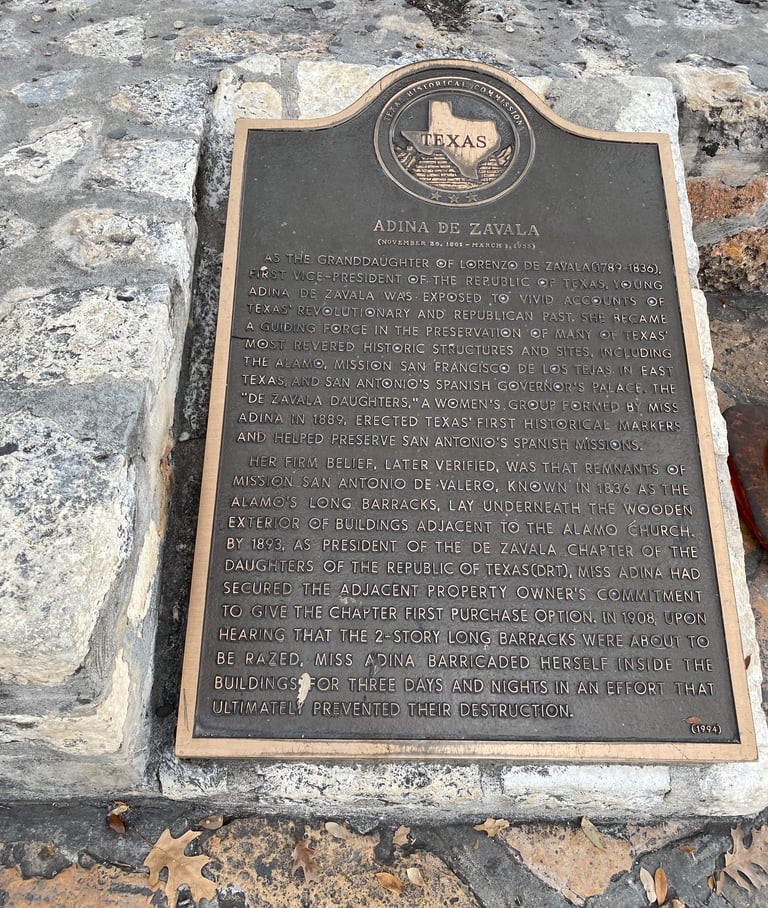 TEXAS HISTORICAL COMMISSION
TEXAS
ADINA DE ZAVALA
(NOVEMBER 29, 1861 – MARCH 1, 1955)
AS THE GRANDDAUGHTER OF LORENZO DE ZAVALA(1789-1836),
FIRST VICE-PRESIDENT OF THE REPUBLIC OF TEXAS, YOUNG
ADINA DE ZAVALA WAS EXPOSED TO VIVID ACCOUNTS OF
TEXAS' REVOLUTIONARY AND REPUBLICAN PAST. SHE BECAME
A GUIDING FORCE IN THE PRESERVATION OF MANY OF TEXAS'
MOST REVERED HISTORIC STRUCTURES AND SITES, INCLUDING
THE ALAMO, MISSION SAN FRANCISCO DE LOS TEJAS IN EAST
TEXAS, AND SAN ANTONIO'S SPANISH GOVERNOR'S PALACE. THE
"DE ZAVALA DAUGHTERS," A WOMEN'S GROUP FORMED BY MISS
ADINA IN 1889, ERECTED TEXAS' FIRST HISTORICAL MARKERS
AND HELPED PRESERVE SAN ANTONIO'S SPANISH MISSIONS.
HER FIRM BELIEF, LATER VERIFIED, WAS THAT REMNANTS OF
MISSION SAN ANTONIO DE VALERO, KNOWN IN 1836 AS THE
ALAMO'S LONG BARRACKS, LAY UNDERNEATH THE WOODEN
EXTERIOR OF BUILDINGS ADJACENT TO THE ALAMO CHURCH.
BY 1893, AS PRESIDENT OF THE DE ZAVALA CHAPTER OF THE
DAUGHTERS OF THE REPUBLIC OF TEXAS(DRT), MISS ADINA HAD
SECURED THE ADJACENT PROPERTY OWNER'S COMMITMENT
TO GIVE THE CHAPTER FIRST PURCHASE OPTION. IN 1908, UPON
HEARING THAT THE 2-STORY LONG BARRACKS WERE ABOUT TO
BE RAZED, MISS ADINA BARRICADED HERSELF INSIDE THE
BUILDINGS FOR THREE DAYS AND NIGHTS IN AN EFFORT THAT
ULTIMATELY PREVENTED THEIR DESTRUCTION.
(1994)